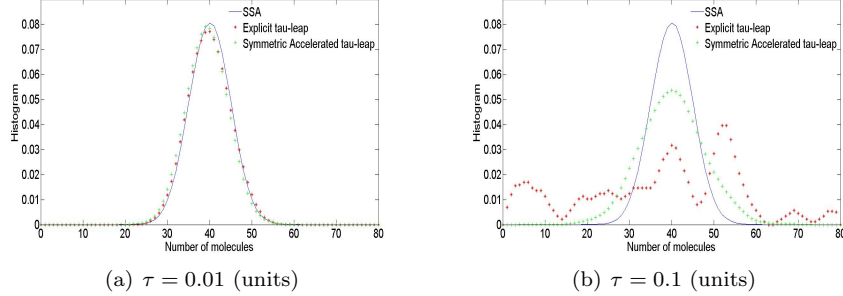 SSA
Explicit tau-leap
Symmetric Accelerated tau-leap
0.08
0.07
0.06
0.05
0.04
0.03
0.02
0.01
0
Histogram
0 10 20 30 40 50 60 70 80
Number of molecules
(a) τ = 0.01 (units)
SSA
Explicit tau-leap
Symmetric Accelerated tau-leap
0.08
0.07
0.06
0.05
0.04
0.03
0.02
0.01
0
Histogram
0 10 20 30 40 50 60 70 80
Number of molecules
(b) τ = 0.1 (units)